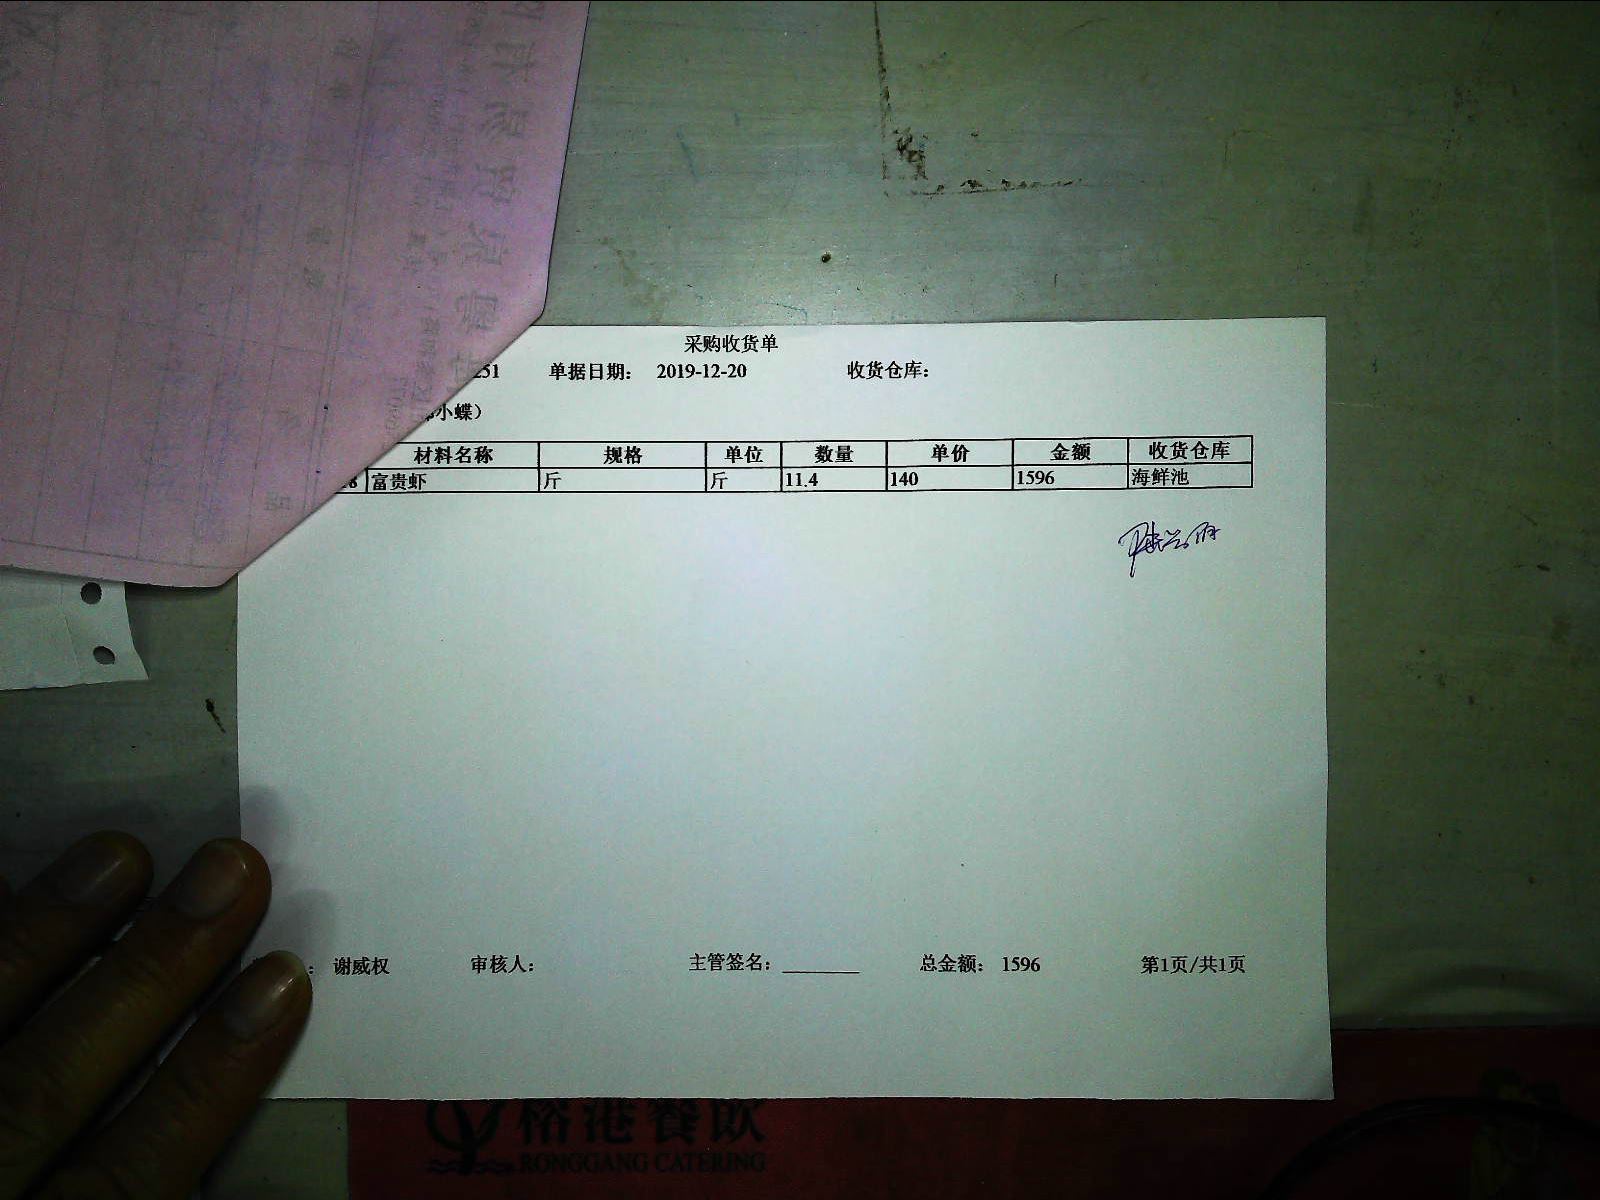 采购收货单
251 单据日期： 2019-12-20 收货仓库：
小蝶）
材料名称 规格 单位 数量 单价 金额 收货仓库
8 富贵虾 斤 斤 11.4 140 1596 海鲜池
： 谢威权 审核人： 主管签名：_______ 总金额： 1596 第1页/共1页
榕港餐饮
RONGGANG CATERING